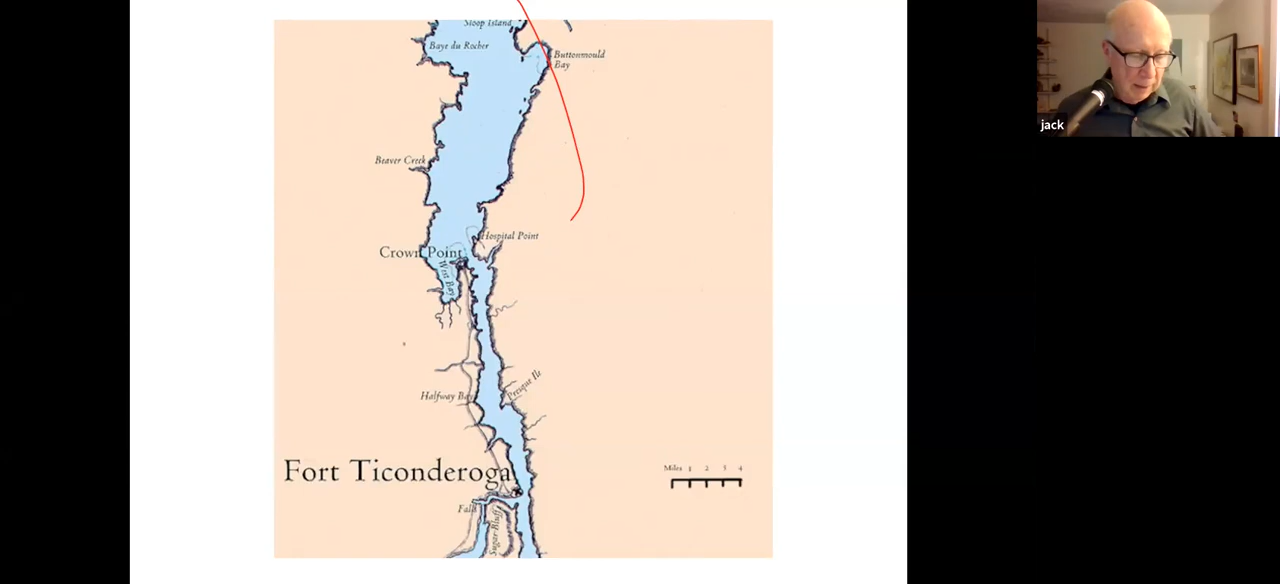 Sloop Island
Baye du Rocher
Buttonmould
Bay
jack
Beaver Creek
Hospital Point
Crown Point
West Bay
Presque Ile
Halfway Bay
Fort Ticonderoga
Miles 1 2 3 4
Falls
Sugar Bluff